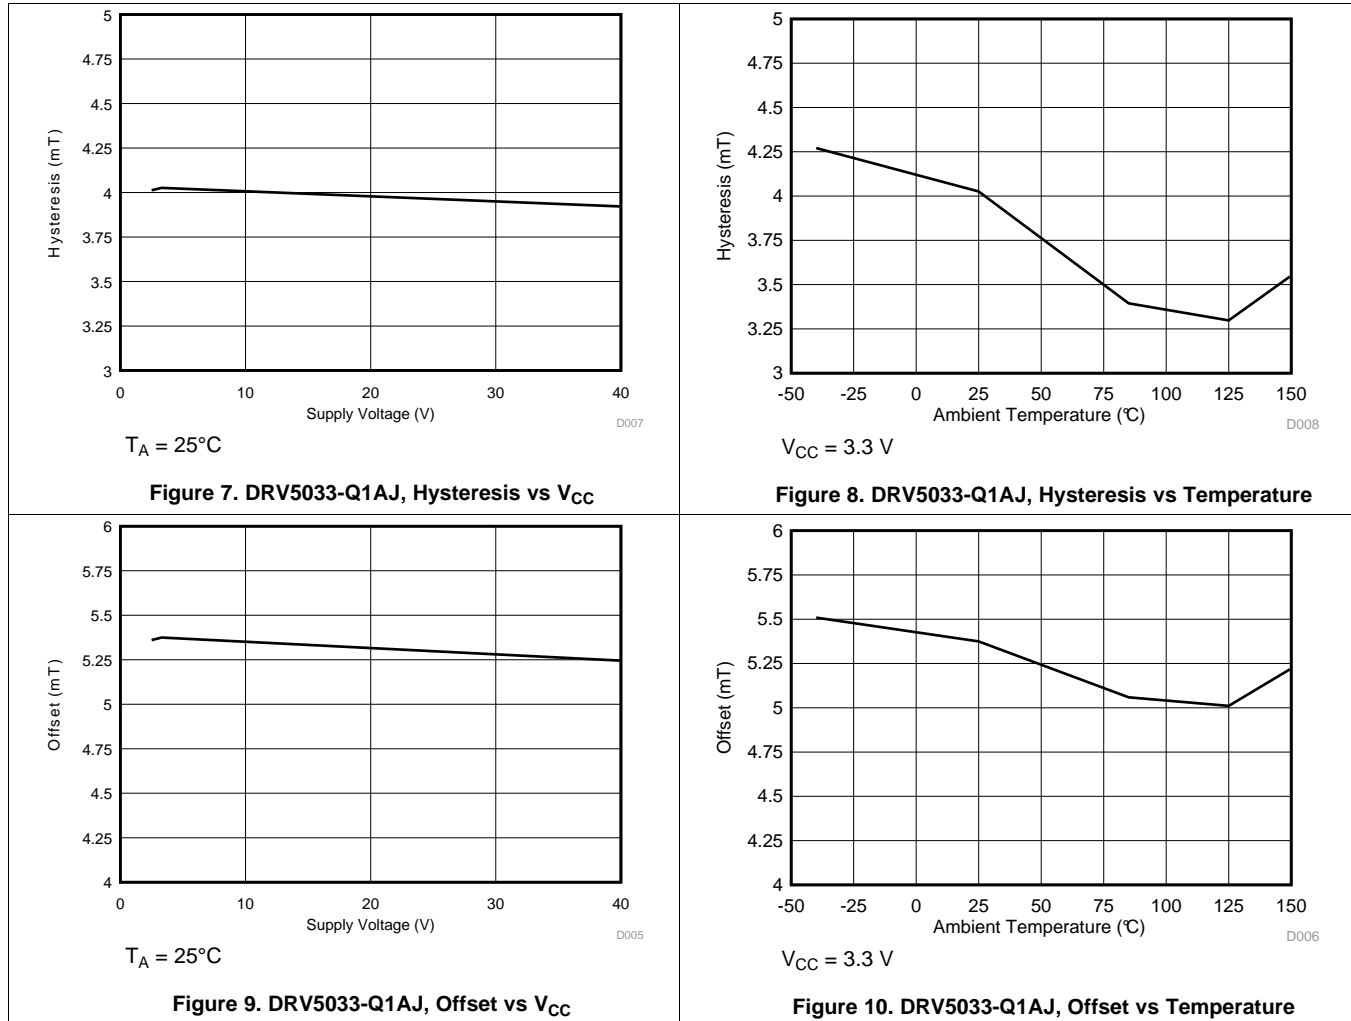 5
4.75
4.5
4.25
4
3.75
3.5
3.25
3
Hysteresis (mT)
0 10 20 30 40
Supply Voltage (V)
D007
TA = 25°C
Figure 7. DRV5033-Q1AJ, Hysteresis vs VCC
5
4.75
4.5
4.25
4
3.75
3.5
3.25
3
Hysteresis (mT)
-50 -25 0 25 50 75 100 125 150
Ambient Temperature (°C)
D008
VCC = 3.3 V
Figure 8. DRV5033-Q1AJ, Hysteresis vs Temperature
6
5.75
5.5
5.25
5
4.75
4.5
4.25
4
Offset (mT)
0 10 20 30 40
Supply Voltage (V)
D005
TA = 25°C
Figure 9. DRV5033-Q1AJ, Offset vs VCC
6
5.75
5.5
5.25
5
4.75
4.5
4.25
4
Offset (mT)
-50 -25 0 25 50 75 100 125 150
Ambient Temperature (°C)
D006
VCC = 3.3 V
Figure 10. DRV5033-Q1AJ, Offset vs Temperature